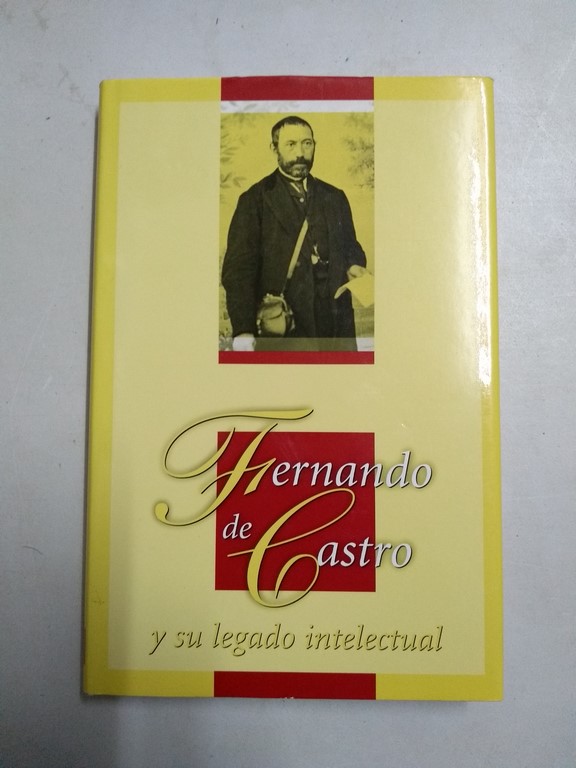 Fernando
de Castro
y su legado intelectual